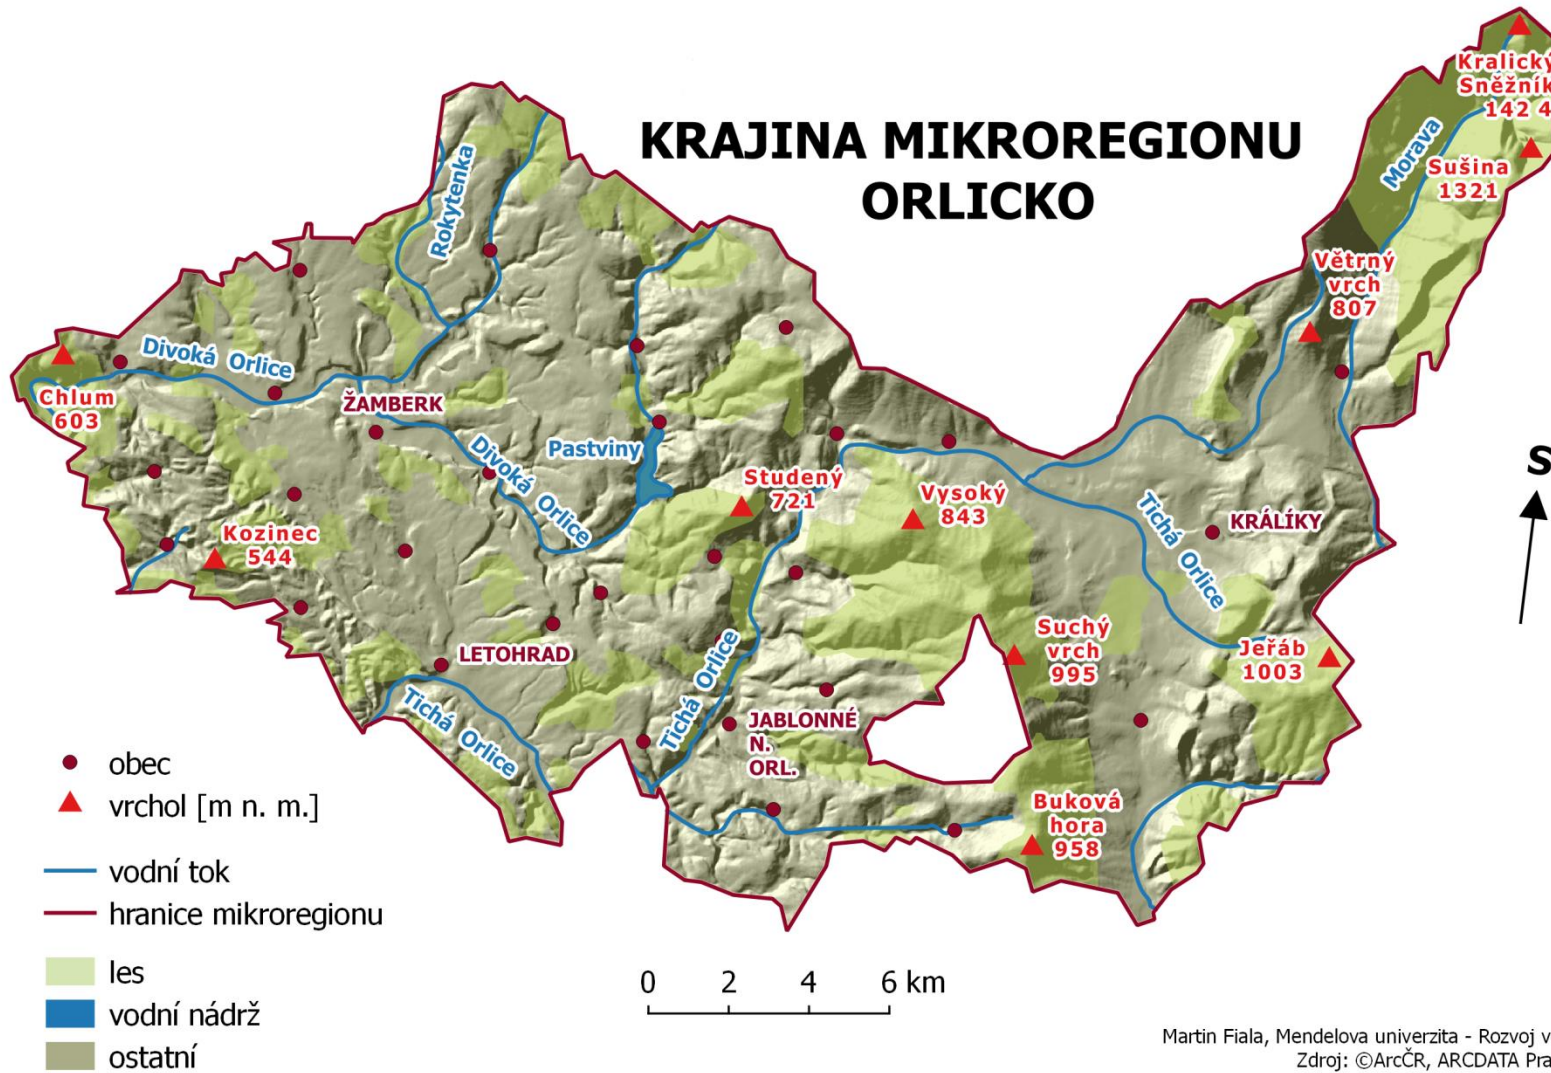 KRAJINA MIKROREGIONU
ORLICKO
Kralický
Sněžník
142 4
Morava
Sušina
1321
Větrný
vrch
807
Rokytenka
Divoká Orlice
Chlum
603
ŽAMBERK
Divoká Orlice
Pastviny
Studený
721
Vysoký
843
Tichá Orlice
KRÁLÍKY
S
Kozinec
544
LETOHRAD
Tichá Orlice
Tichá Orlice
JABLONNÉ
N.
ORL.
Suchý
vrch
995
Jeřáb
1003
Buková
hora
958
obec
vrchol [m n. m.]
vodní tok
hranice mikroregionu
les
vodní nádrž
ostatní
0 2 4 6 km
Martin Fiala, Mendelova univerzita - Rozvoj v
Zdroj: ©ArcČR, ARCDATA Pra